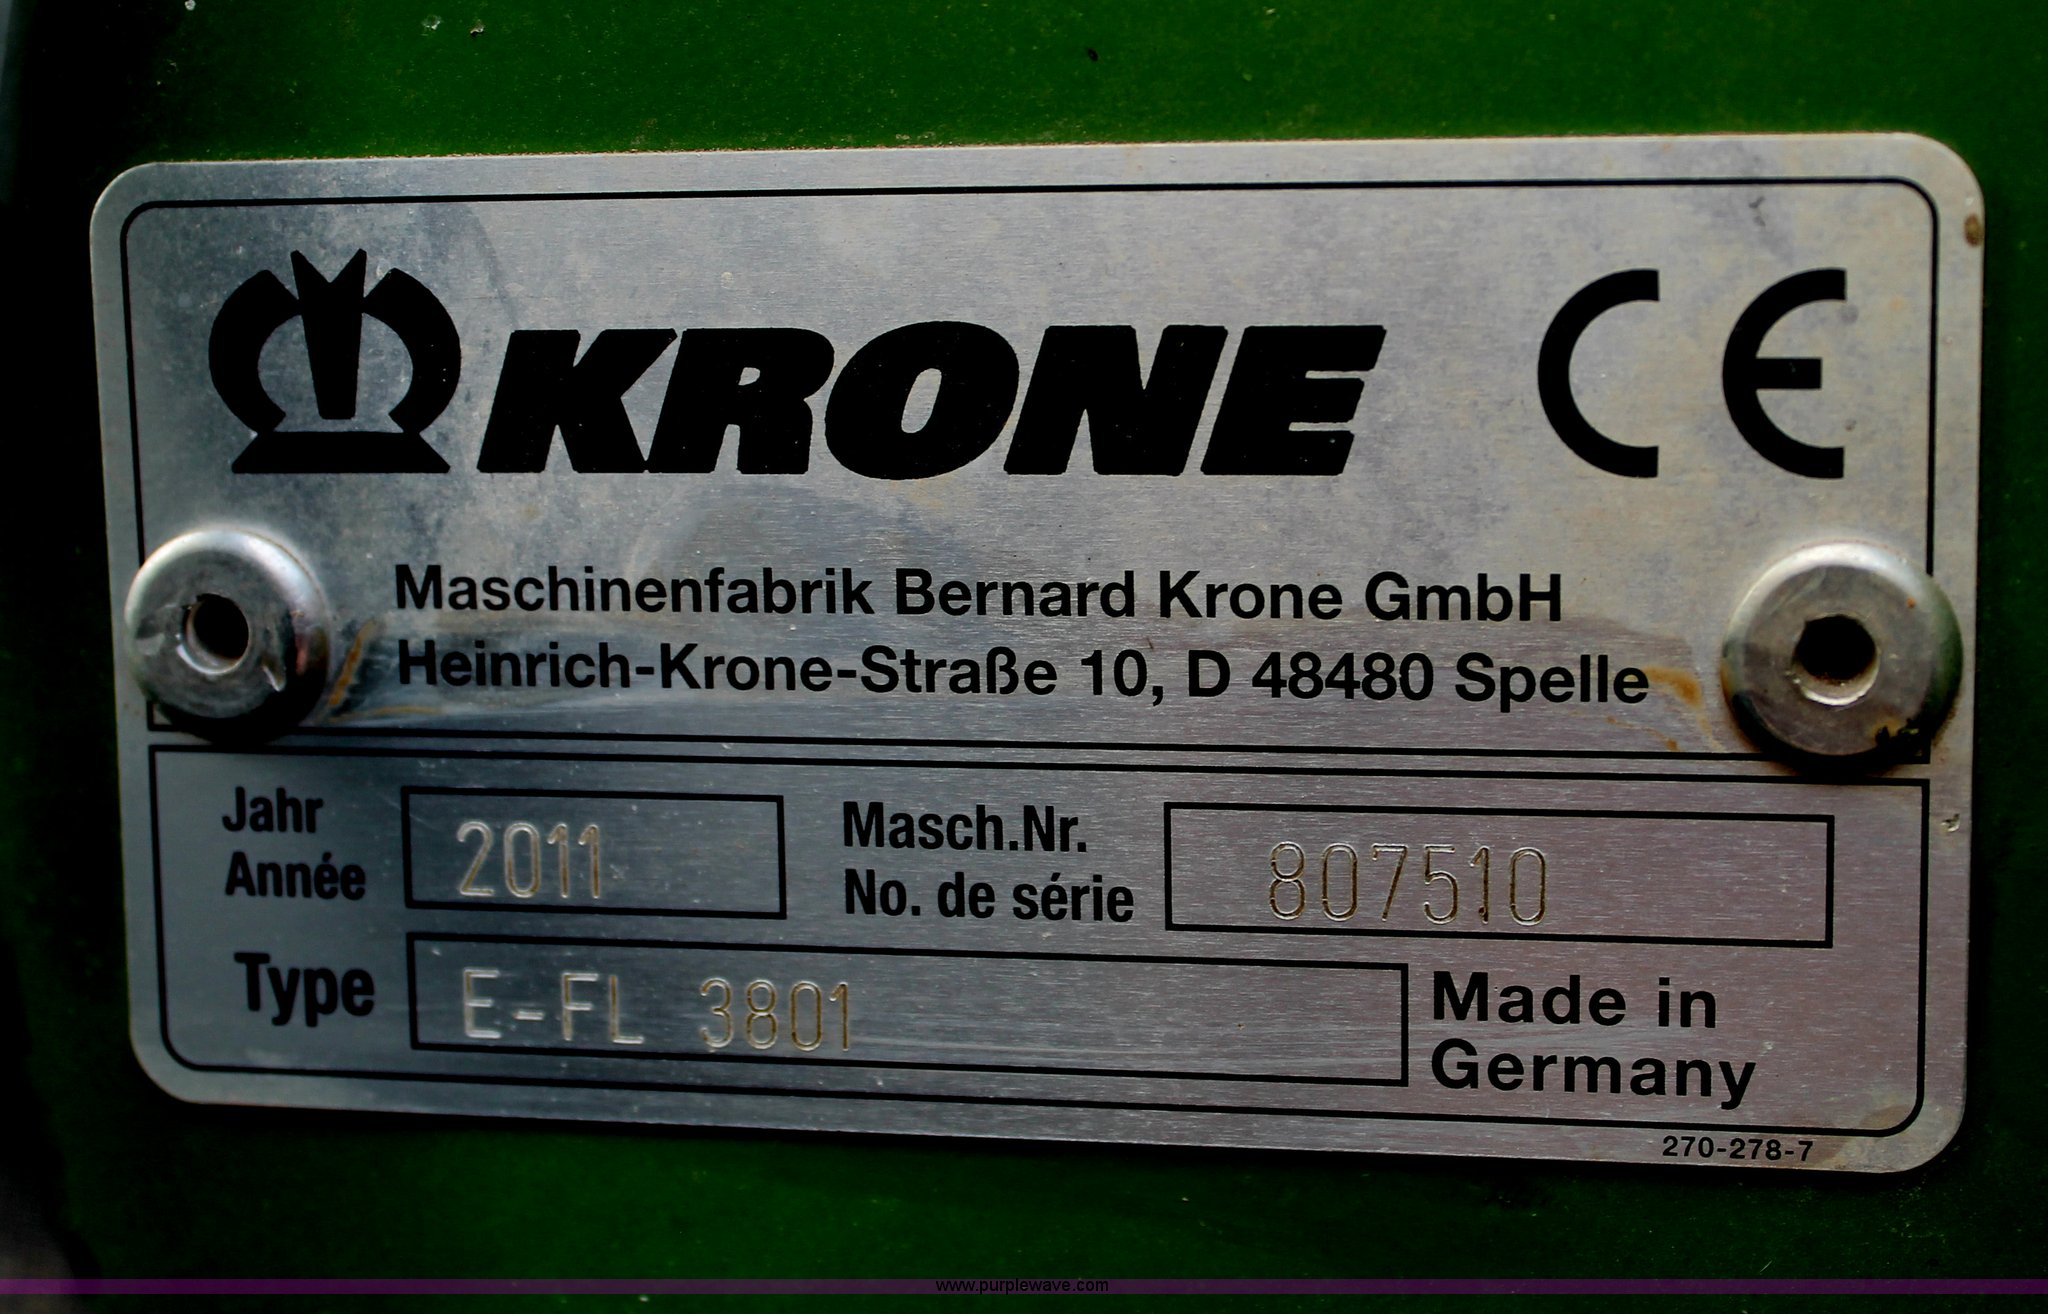 KRONE CE
Maschinenfabrik Bernard Krone GmbH
Heinrich-Krone-Straße 10, D 48480 Spelle
Jahr
Année
2011
Masch.Nr.
No. de série
807510
Type
E-FL 3801
Made in
Germany
270-278-7
www.purplewave.com